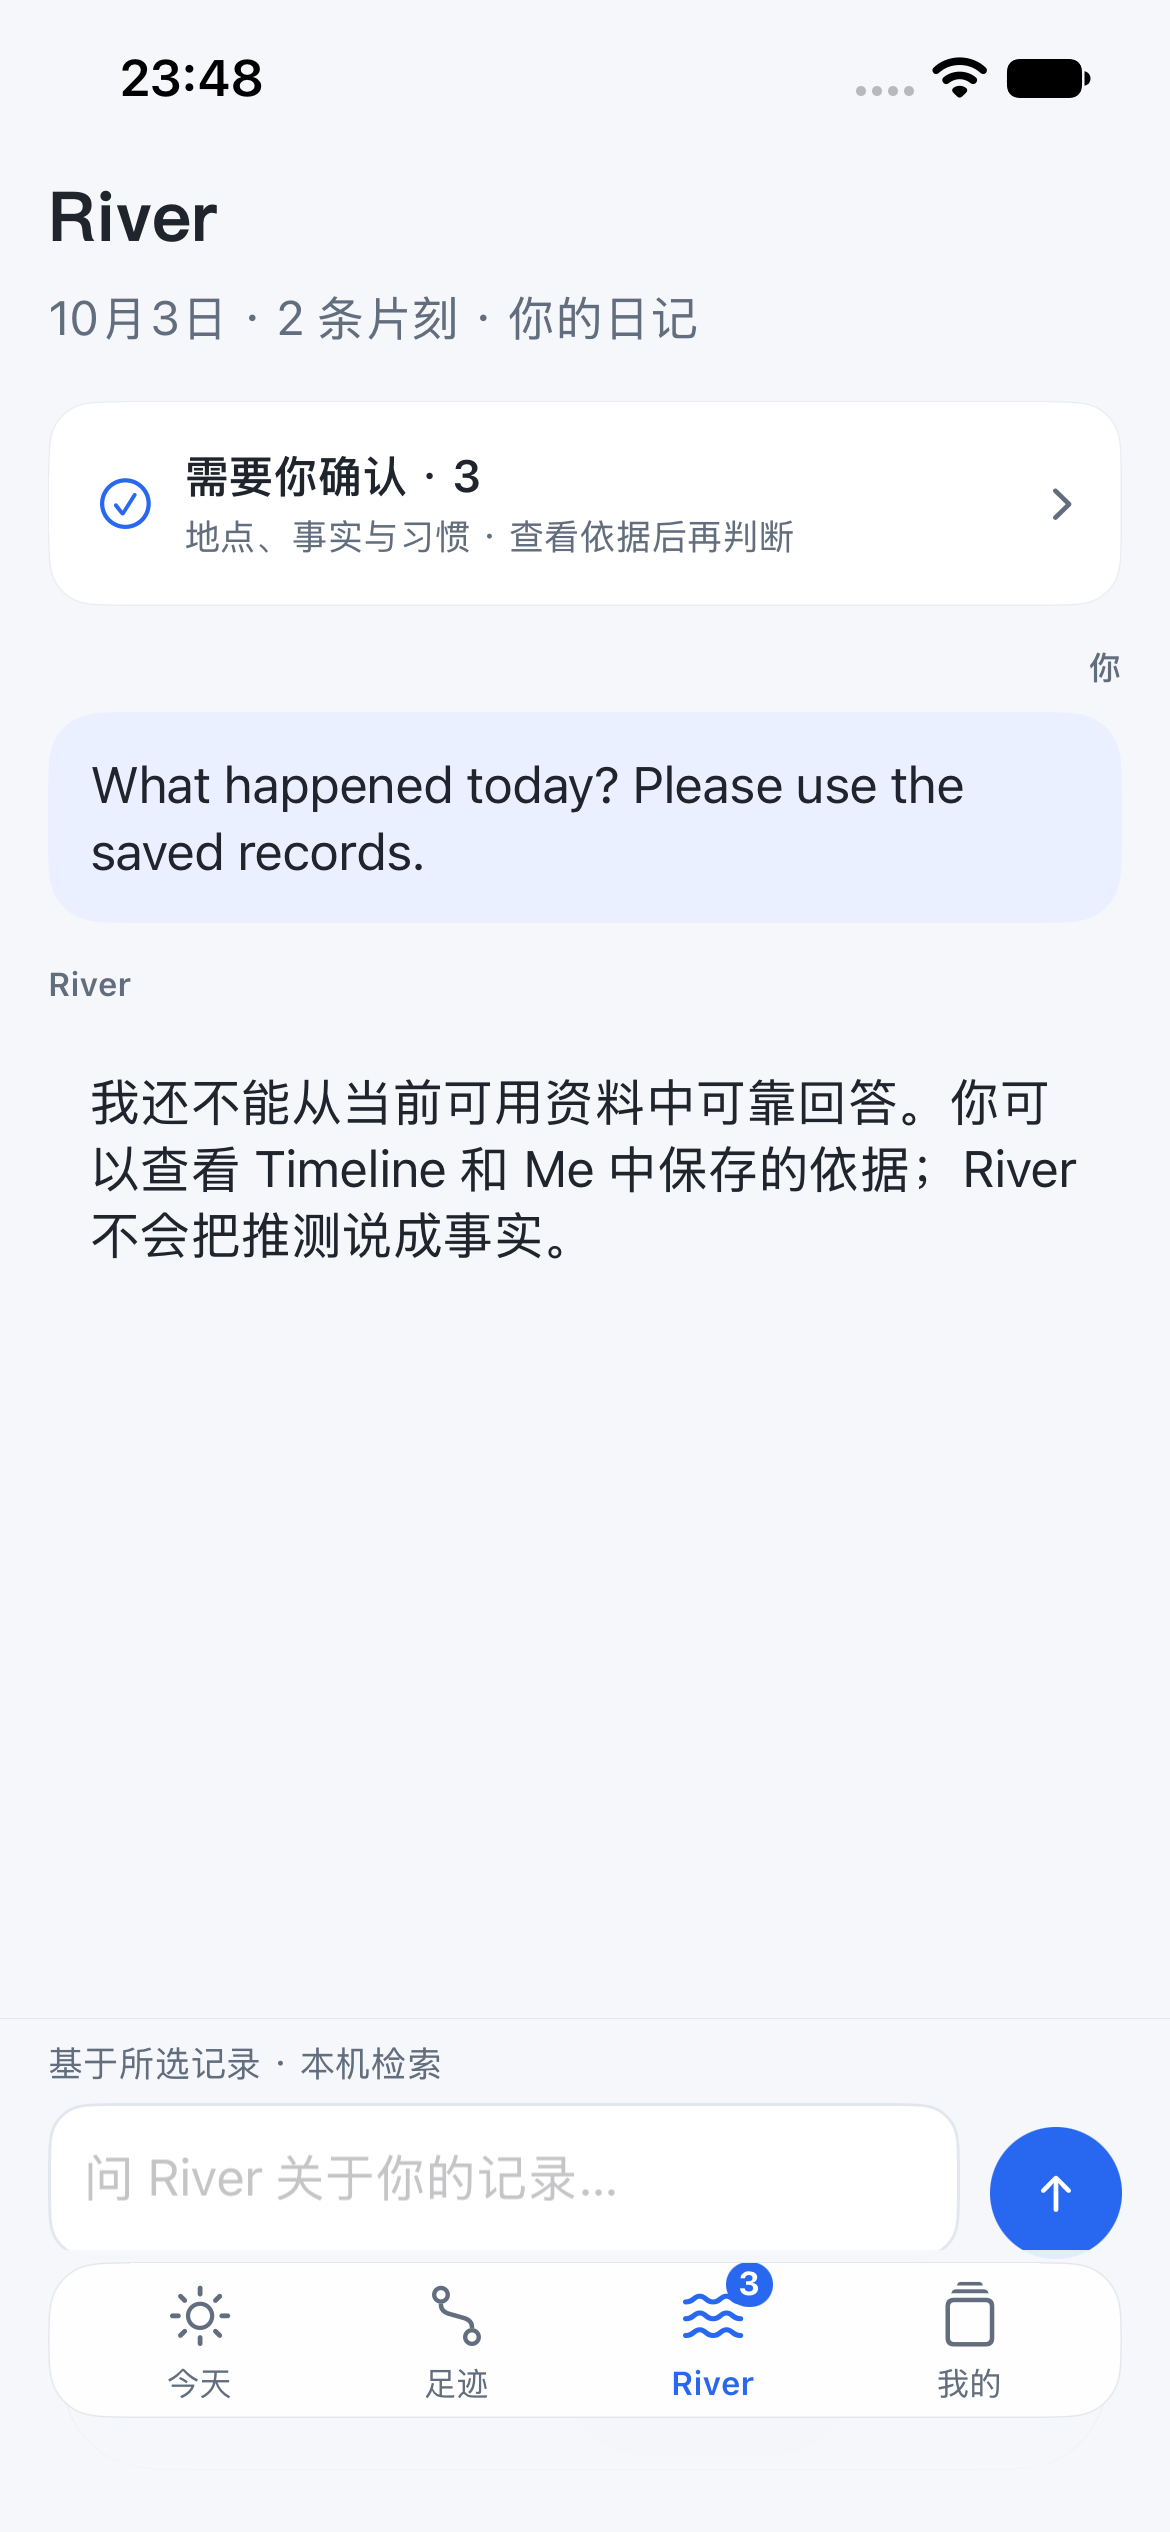 23:48
River
10月3日 · 2 条片刻 · 你的日记
需要你确认 · 3
地点、事实与习惯 · 查看依据后再判断
你
What happened today? Please use the
saved records.
River
我还不能从当前可用资料中可靠回答。你可
以查看 Timeline 和 Me 中保存的依据；River
不会把推测说成事实。
基于所选记录 · 本机检索
问 River 关于你的记录...
3
今天
足迹
River
我的